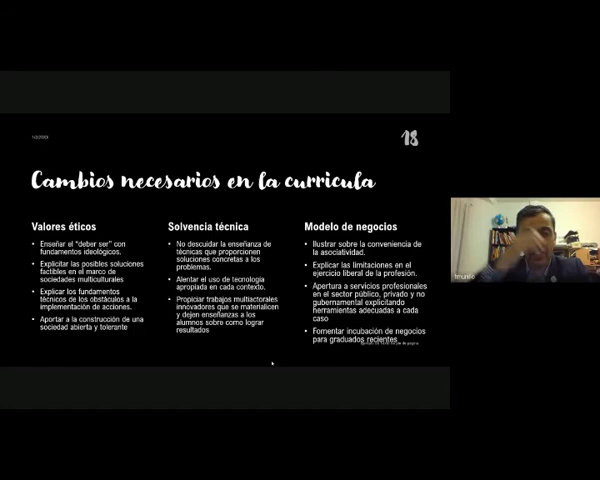 18
Cambios necesarios en la curricula
Valores éticos
• Enseñar el "deber ser" con
fundamentos ideológicos.
• Explicitar las posibles soluciones
factibles en el marco de
sociedades multiculturales
• Explicar los fundamentos
técnicos de los obstáculos a la
implementación de acciones.
• Aportar a la construcción de una
sociedad abierta y tolerante
Solvencia técnica
• No descuidar la enseñanza de
técnicas que proporcionen
soluciones concretas a los
problemas.
• Alentar el uso de tecnología
apropiada en cada contexto.
• Propiciar trabajos multiactorales
innovadores que se materialicen
y dejen enseñanzas a los
alumnos sobre como lograr
resultados
Modelo de negocios
• Ilustrar sobre la conveniencia de
la asociatividad.
• Explicar las limitaciones en el
ejercicio liberal de la profesión.
• Apertura a servicios profesionales
en el sector público, privado y no
gubernamental explicitando
herramientas adecuadas a cada
caso
• Fomentar incubación de negocios
para graduados recientes